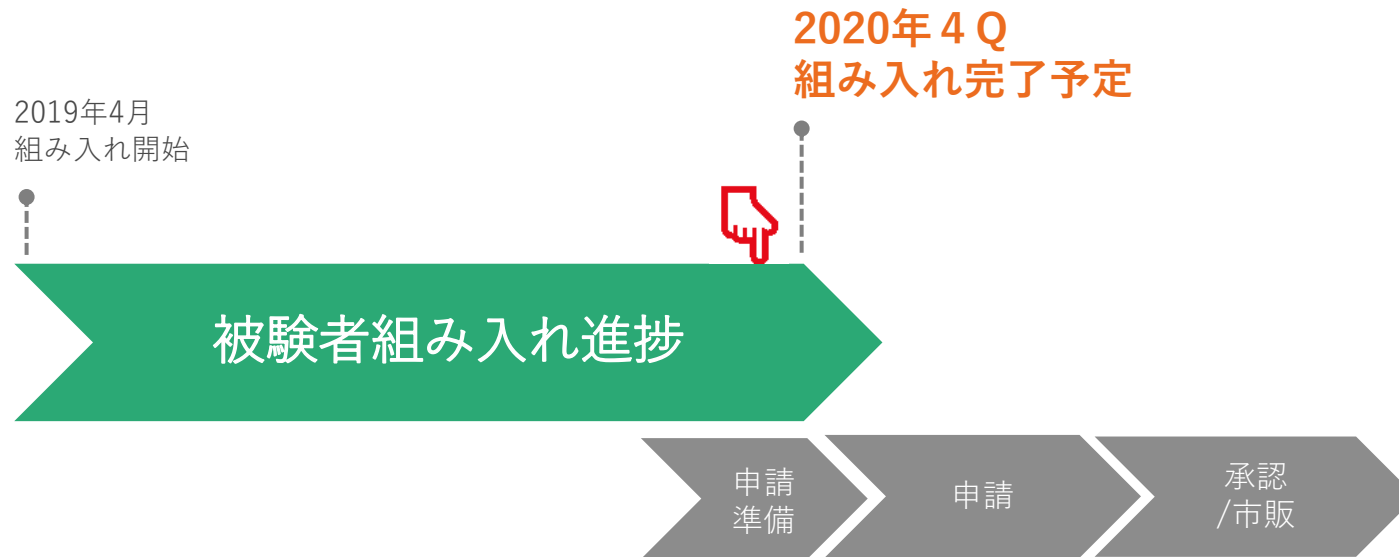 2020年４Q
組み入れ完了予定
2019年4月
組み入れ開始
被験者組み入れ進捗
申請
準備
申請
承認
/市販